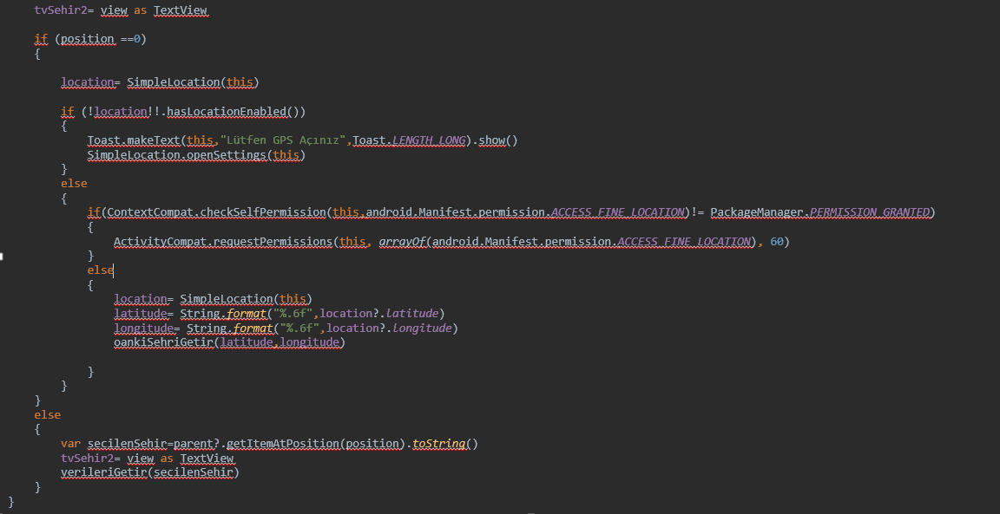 tvSehir2= view as TextView
if (position ==0)
{
location= SimpleLocation(this)
if (!location!!.hasLocationEnabled())
{
Toast.makeText(this,"Lütfen GPS Açınız",Toast.LENGTH_LONG).show()
SimpleLocation.openSettings(this)
}
else
{
if(ContextCompat.checkSelfPermission(this,android.Manifest.permission.ACCESS_FINE_LOCATION)!= PackageManager.PERMISSION_GRANTED)
{
ActivityCompat.requestPermissions(this, arrayOf(android.Manifest.permission.ACCESS_FINE_LOCATION), 60)
}
else
{
location= SimpleLocation(this)
latitude= String.format("%.6f",location?.latitude)
longitude= String.format("%.6f",location?.longitude)
oankiSehriGetir(latitude,longitude)
}
}
}
else
{
var secilenSehir=parent?.getItemAtPosition(position).toString()
tvSehir2= view as TextView
verileriGetir(secilenSehir)
}
}